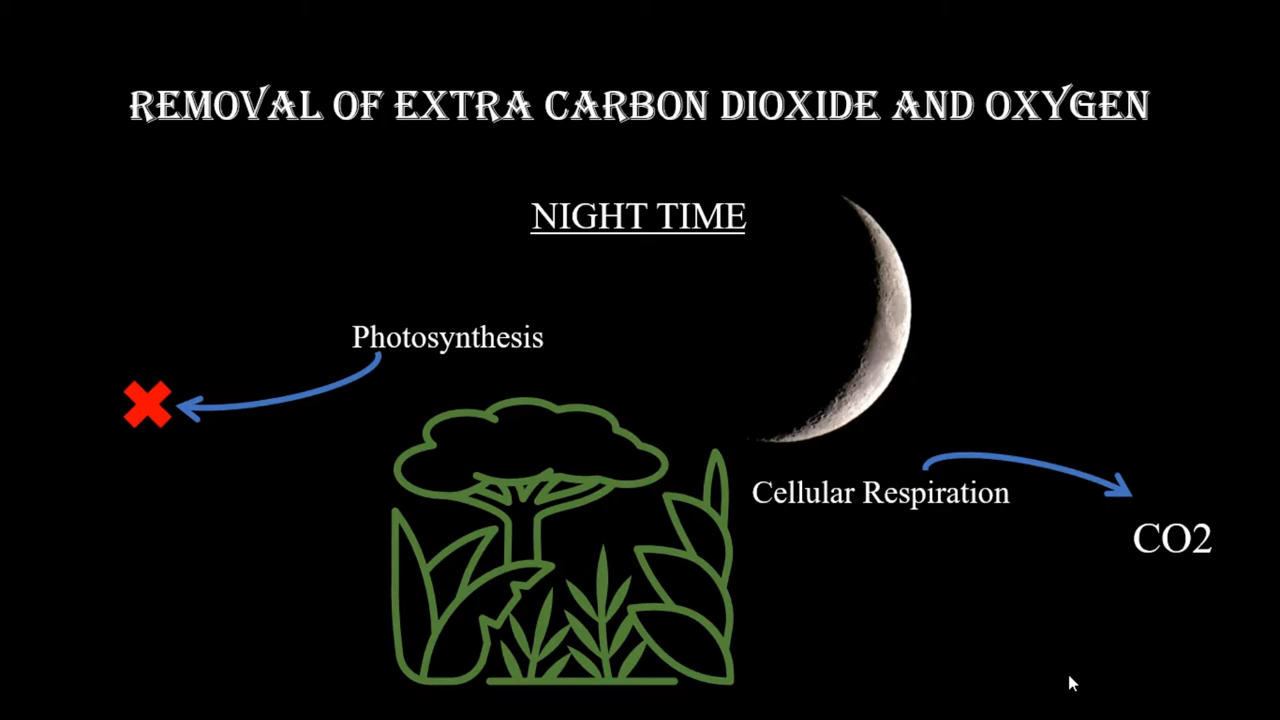 REMOVAL OF EXTRA CARBON DIOXIDE AND OXYGEN
NIGHT TIME
Photosynthesis
Cellular Respiration
CO2